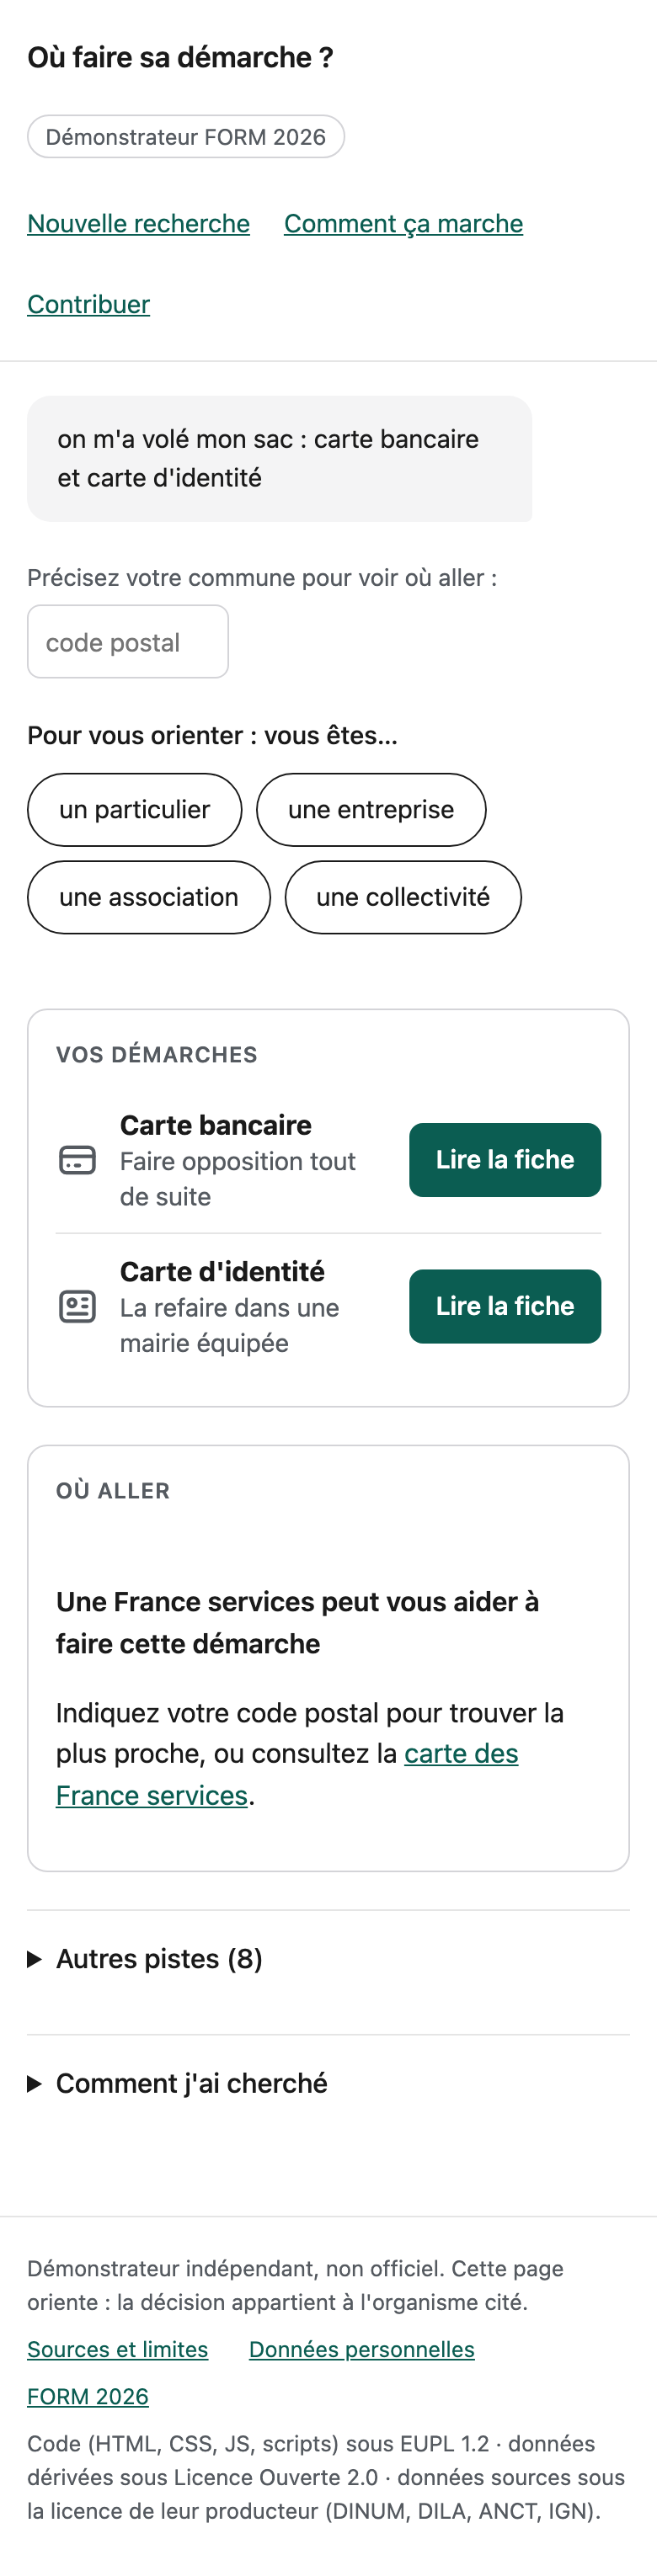 Où faire sa démarche ?
Démonstrateur FORM 2026
Nouvelle recherche Comment ça marche
Contribuer
on m'a volé mon sac : carte bancaire
et carte d'identité
Précisez votre commune pour voir où aller :
code postal
Pour vous orienter : vous êtes...
un particulier une entreprise
une association une collectivité
VOS DÉMARCHES
Carte bancaire
Faire opposition tout
de suite
Lire la fiche
Carte d'identité
La refaire dans une
mairie équipée
Lire la fiche
OÙ ALLER
Une France services peut vous aider à
faire cette démarche
Indiquez votre code postal pour trouver la
plus proche, ou consultez la carte des
France services.
Autres pistes (8)
Comment j'ai cherché
Démonstrateur indépendant, non officiel. Cette page
oriente : la décision appartient à l'organisme cité.
Sources et limites Données personnelles
FORM 2026
Code (HTML, CSS, JS, scripts) sous EUPL 1.2 · données
dérivées sous Licence Ouverte 2.0 · données sources sous
la licence de leur producteur (DINUM, DILA, ANCT, IGN).